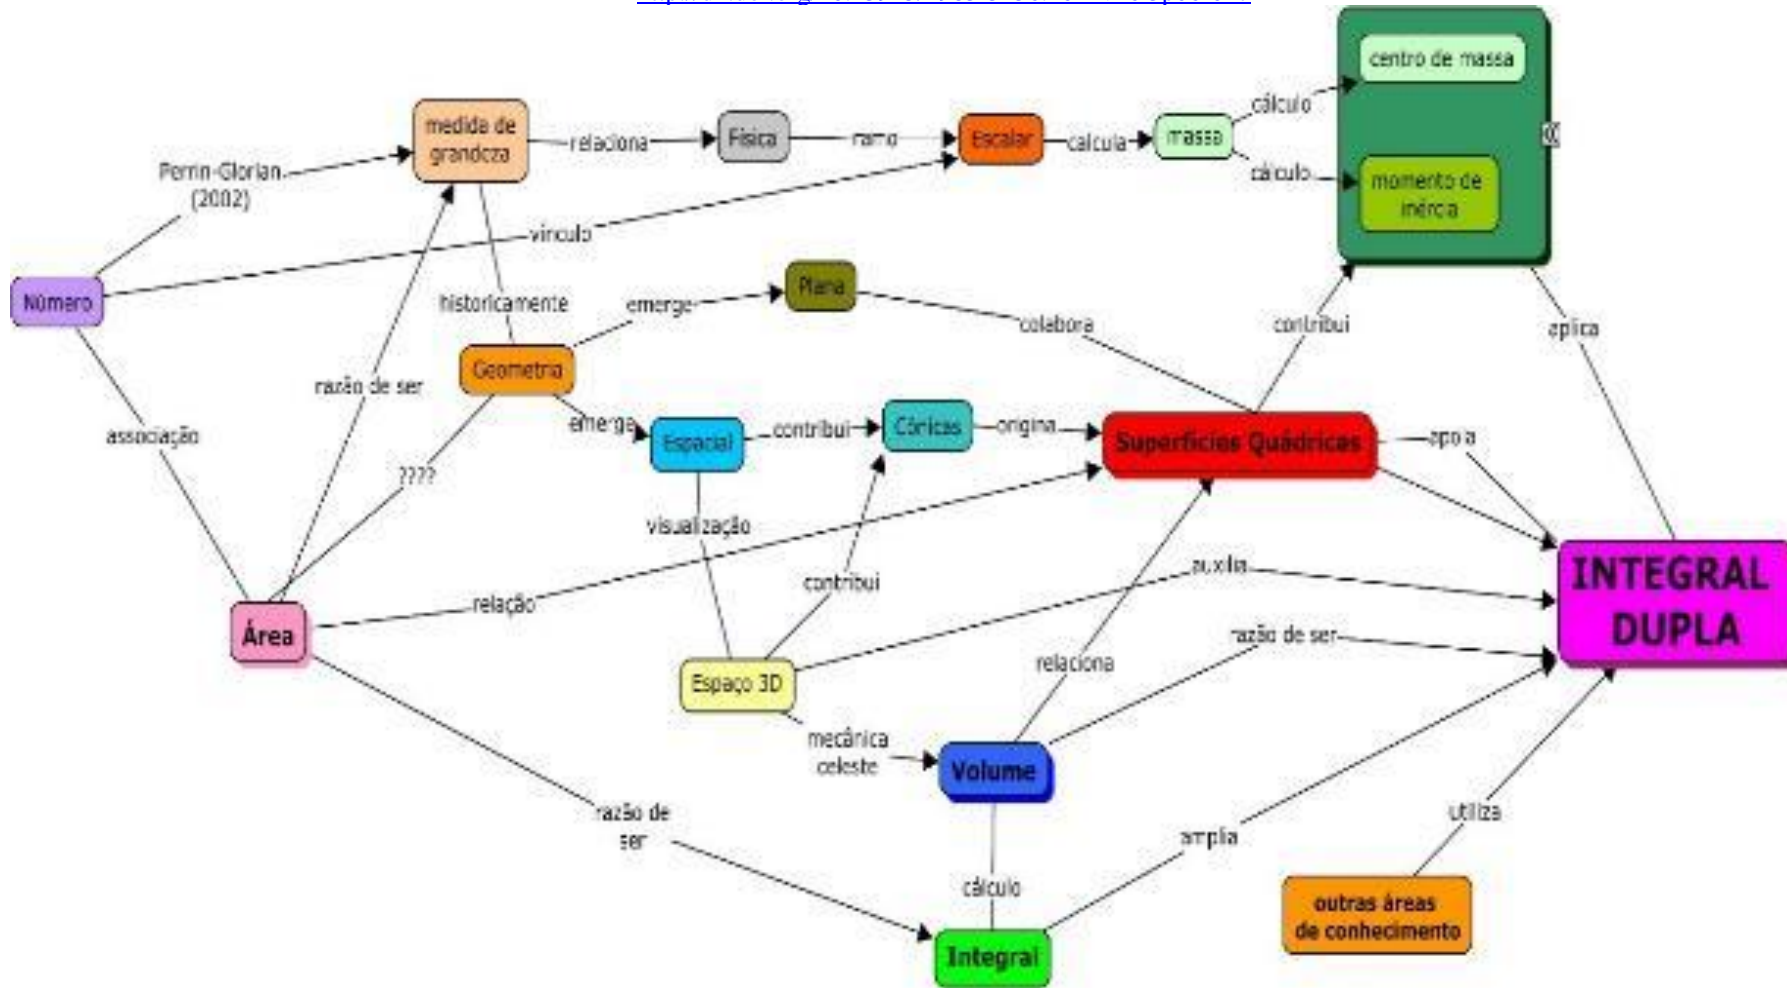 centro de massa
cálculo
medida de
grandeza
relaciona
Física
ramo
Escalar
calcula
massa
cálculo
momento de
inércia
Perrin-Glorian
(2002)
vínculo
Número
historicamente
emerge
Plana
colabora
contribui
aplica
Geometria
razão de ser
emerge
Espacial
contribui
Cônicas
origina
Superfícios Quádricas
apoia
associação
????
visualização
contribui
auxilia
INTEGRAL
DUPLA
relação
Área
razão de ser
relaciona
Espaço 3D
mecânica
celeste
Volume
razão de
ser
utiliza
amplia
cálculo
outras áreas
de conhecimento
Integral